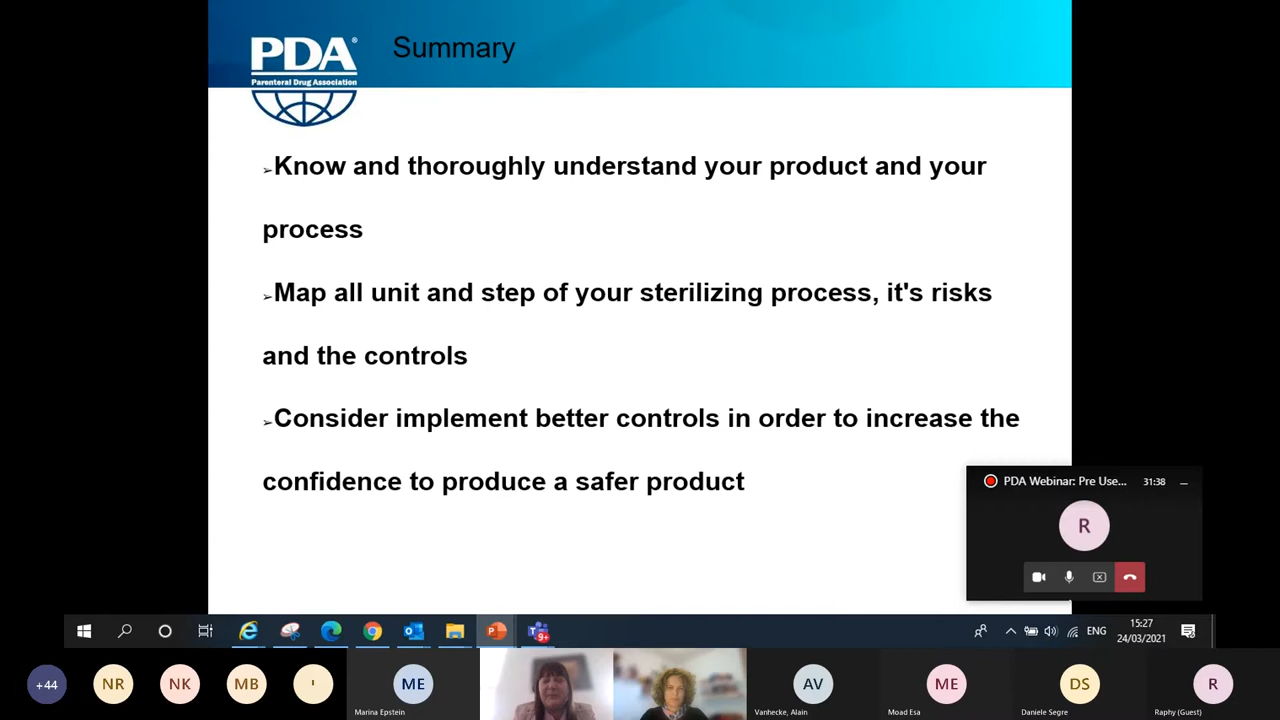 PDA®
Parenteral Drug Association
Summary
➢Know and thoroughly understand your product and your
process
➢Map all unit and step of your sterilizing process, it's risks
and the controls
➢Consider implement better controls in order to increase the
confidence to produce a safer product
PDA Webinar: Pre Use...
31:38
R
9+
ENG
15:27
24/03/2021
+44
NR
NK
MB
I
ME
Marina Epstein
AV
Vanhecke, Alain
ME
Moad Esa
DS
Daniele Segre
R
Raphy (Guest)